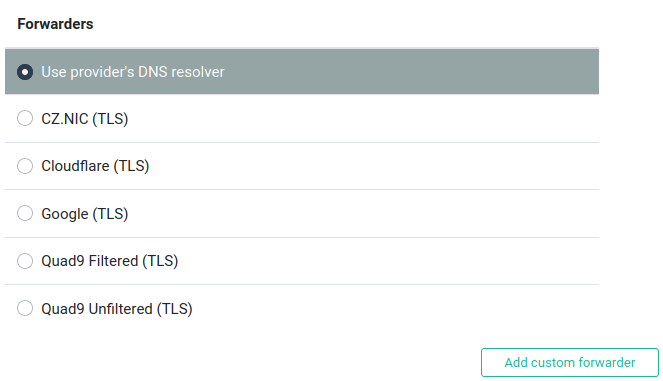 Forwarders
Use provider's DNS resolver
CZ.NIC (TLS)
Cloudflare (TLS)
Google (TLS)
Quad9 Filtered (TLS)
Quad9 Unfiltered (TLS)
Add custom forwarder